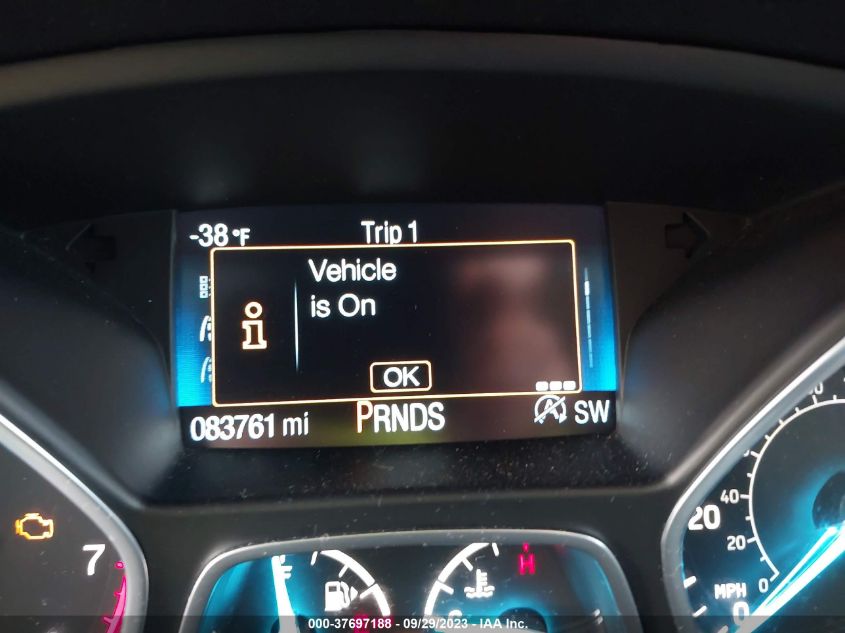 -38°F Trip 1
Vehicle
is On
OK
083761 mi PRNDS SW
7
F
H
20
40
20
0
MPH
0
000-37697188 - 09/29/2023 - IAA Inc.